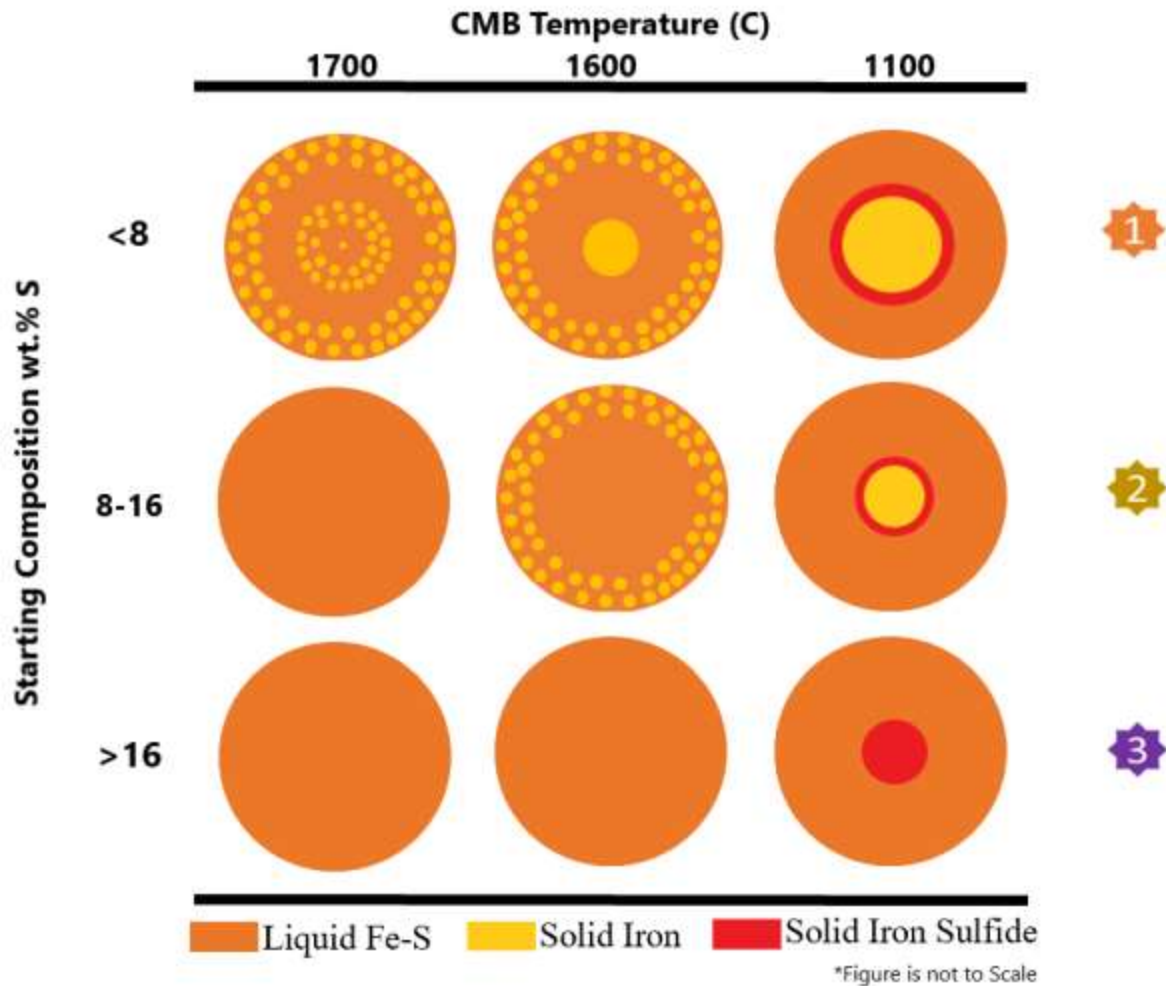 CMB Temperature (C)
1700 1600 1100
Starting Composition wt.% S
<8
1
8-16
2
>16
3
Liquid Fe-S Solid Iron Solid Iron Sulfide
*Figure is not to Scale